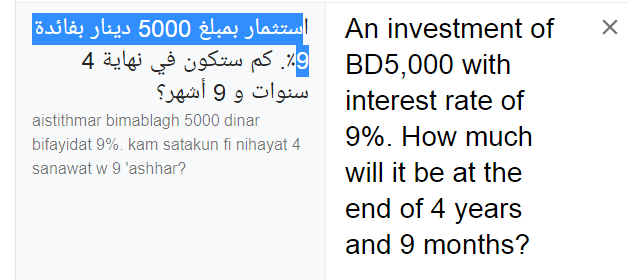 استثمار بمبلغ 5000 دينار بفائدة
9٪. كم ستكون في نهاية 4
سنوات و 9 أشهر؟
aistithmar bimablagh 5000 dinar
bifayidat 9%. kam satakun fi nihayat 4
sanawat w 9 'ashhar?
An investment of
BD5,000 with
interest rate of
9%. How much
will it be at the
end of 4 years
and 9 months?